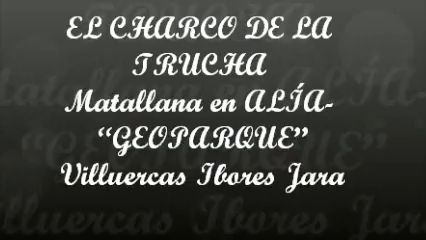 EL CHARCO DE LA
TRUCHA
Matallana en ALÍA-
“GEOPARQUE”
Villuercas Ibores Jara